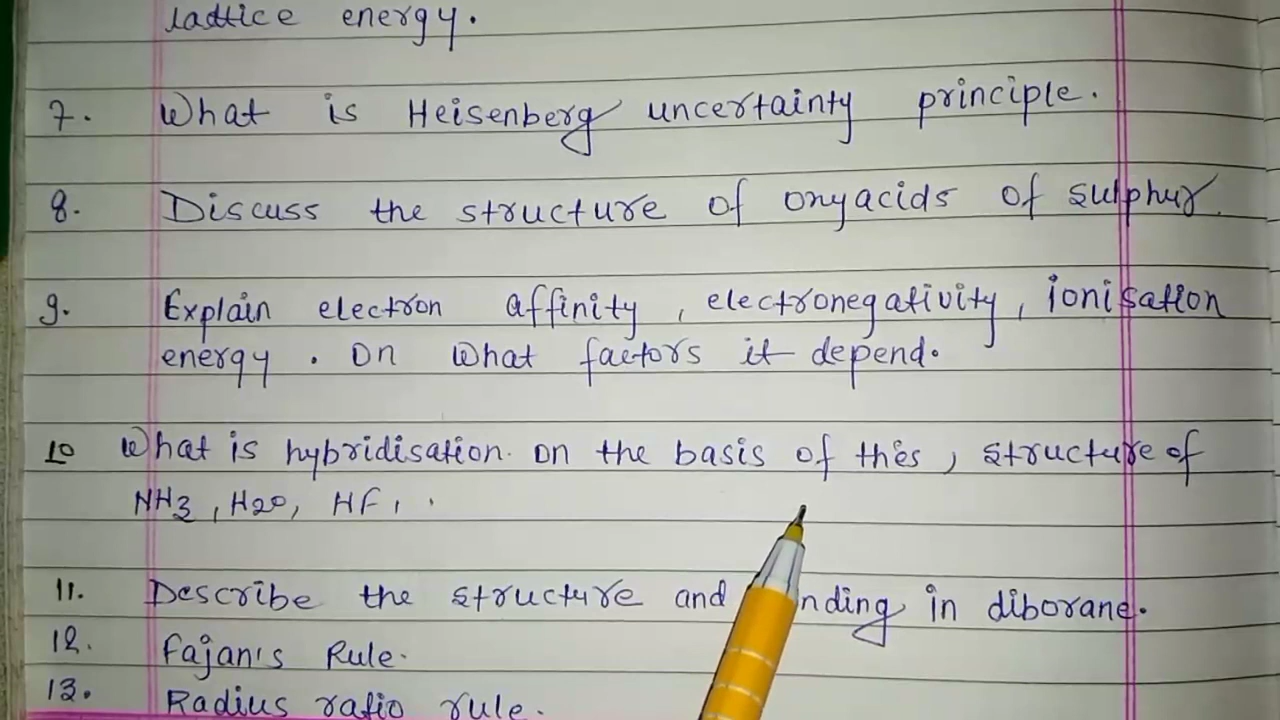 lattice energy.
7. What is Heisenberg uncertainty principle.
8. Discuss the structure of oxyacids of sulphur.
9. Explain electron affinity, electronegativity, ionisation
energy. On what factors it depend.
10 What is hybridisation. On the basis of this, structure of
NH3, H2O, HF, .
11. Describe the structure and nding in diborane.
12. Fajan's Rule.
13. Radius ratio rule.